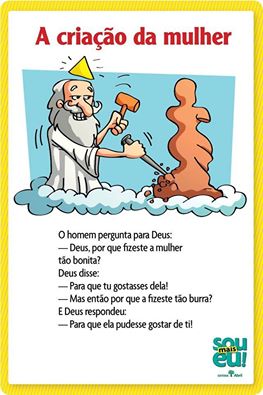 A criação da mulher
O homem pergunta para Deus:
— Deus, por que fizeste a mulher
tão bonita?
Deus disse:
— Para que tu gostasses dela!
— Mas então por que a fizeste tão burra?
E Deus respondeu:
— Para que ela pudesse gostar de ti!
sou
mais
eu!
Abril